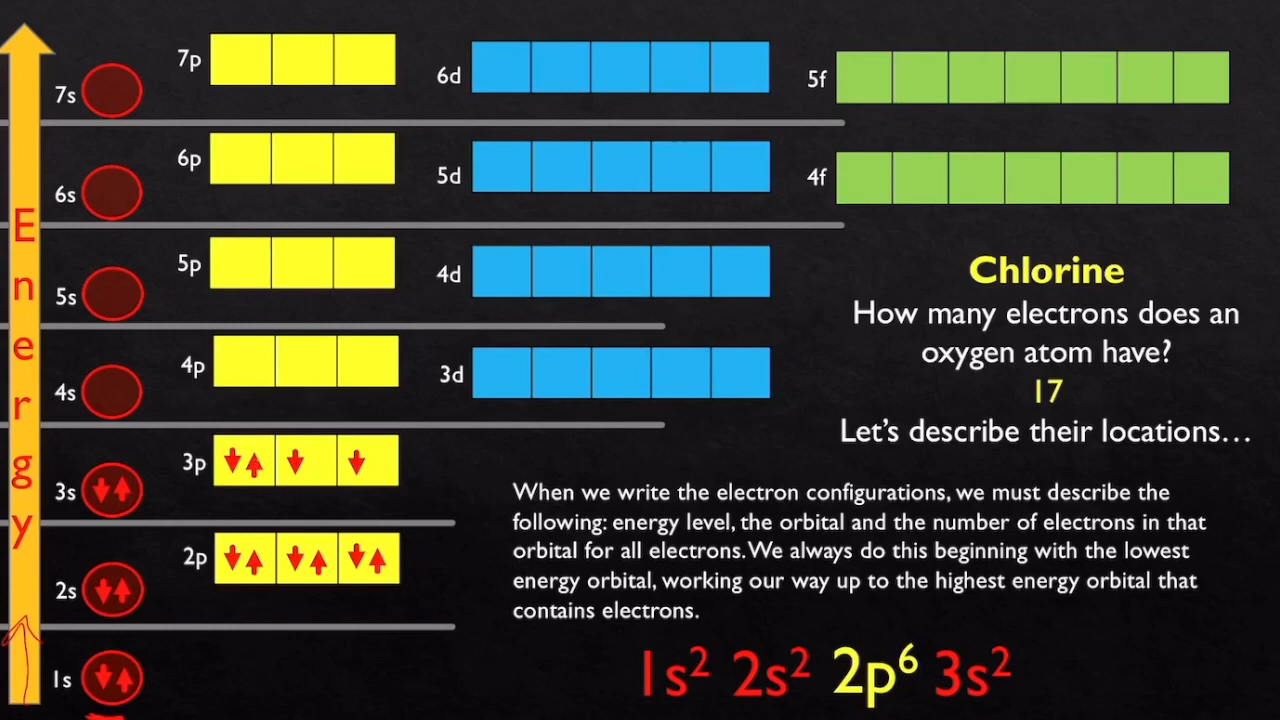 7p
6d
5f
7s
6p
5d
4f
6s
E
n
e
r
g
y
5p
4d
5s
Chlorine
How many electrons does an
oxygen atom have?
17
Let's describe their locations…
4p
3d
4s
3p
3s
When we write the electron configurations, we must describe the
following: energy level, the orbital and the number of electrons in that
orbital for all electrons. We always do this beginning with the lowest
energy orbital, working our way up to the highest energy orbital that
contains electrons.
2p
2s
1s
1s² 2s² 2p⁶ 3s²